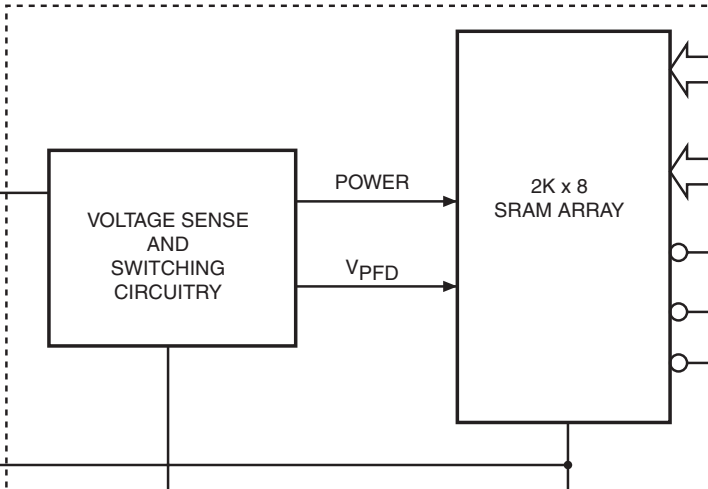 POWER
2K x 8
SRAM ARRAY
VOLTAGE SENSE
AND
SWITCHING
CIRCUITRY
VPFD